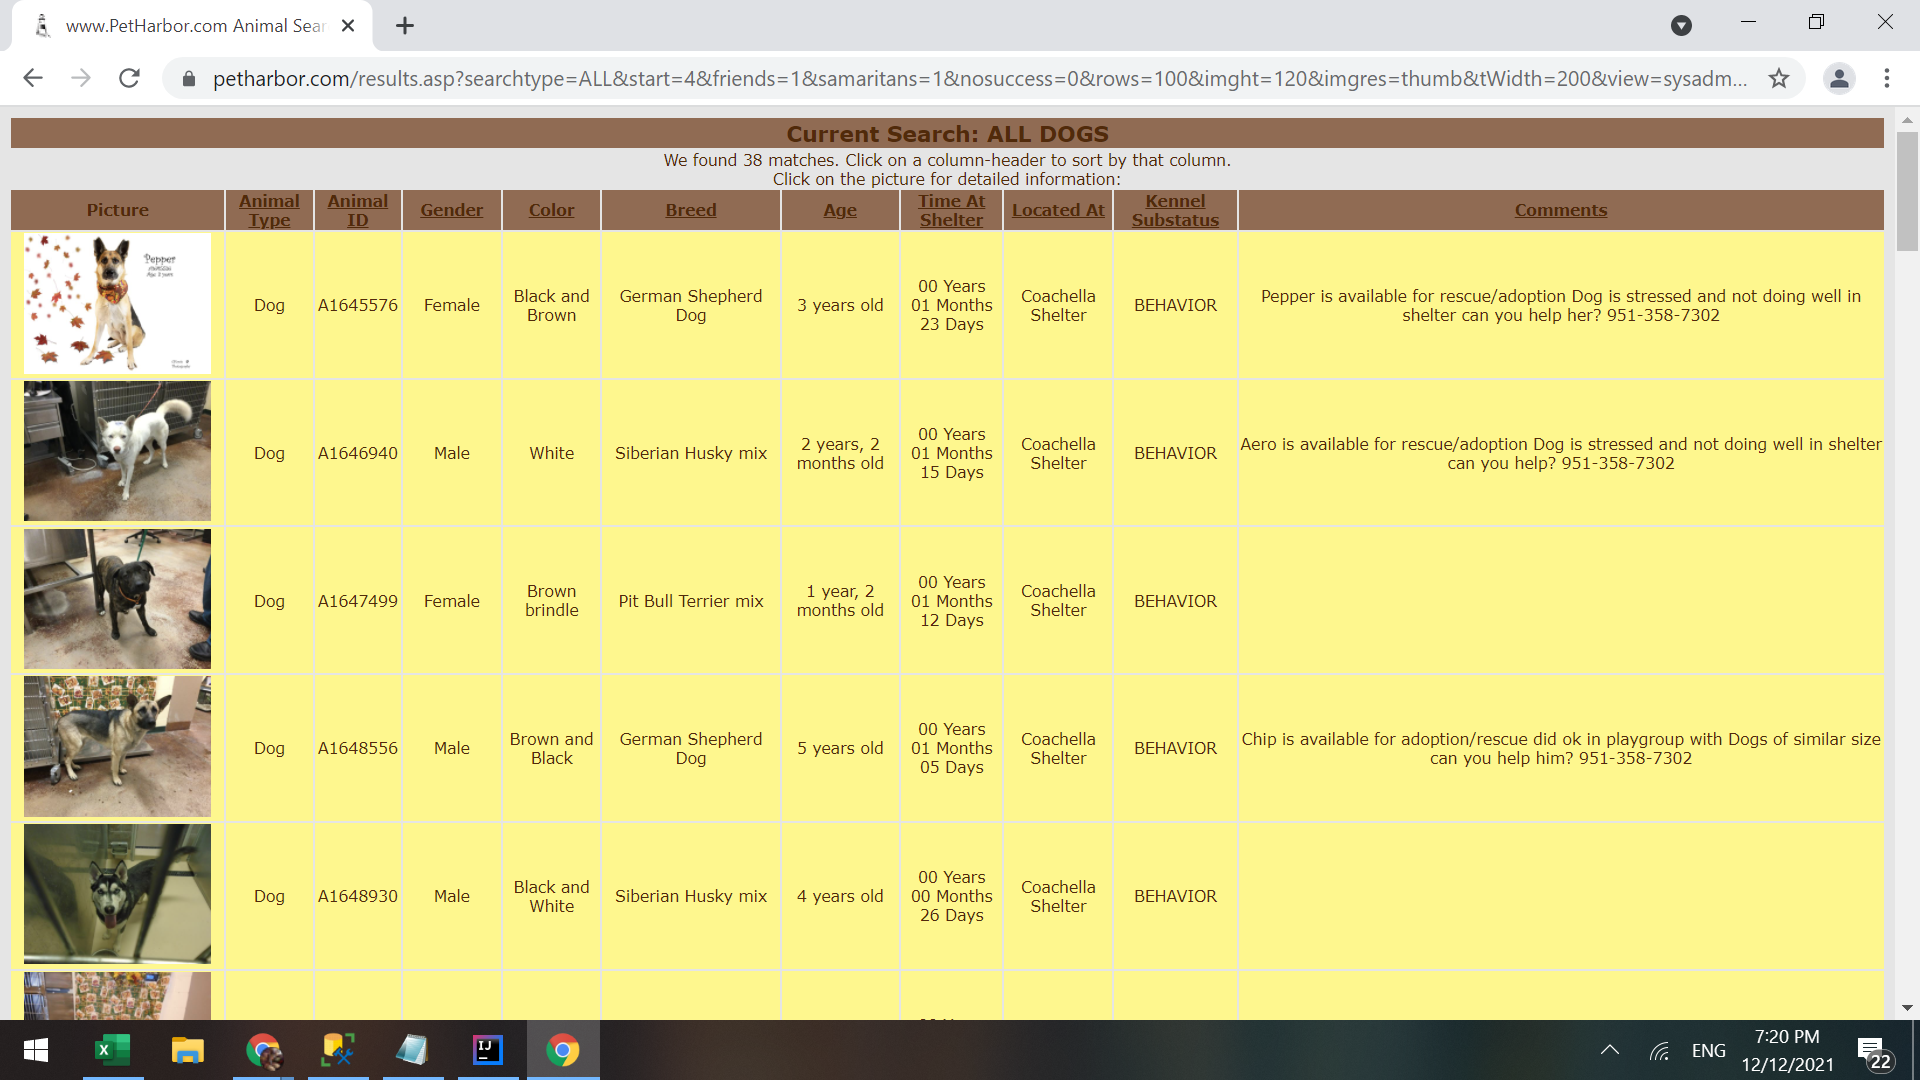 www.PetHarbor.com Animal Sear
petharbor.com/results.asp?searchtype=ALL&start=4&friends=1&samaritans=1&nosuccess=0&rows=100&imght=120&imgres=thumb&tWidth=200&view=sysadm...
Current Search: ALL DOGS
We found 38 matches. Click on a column-header to sort by that column.
Click on the picture for detailed information:
Picture
Animal
Type
Animal
ID
Gender
Color
Breed
Age
Time At
Shelter
Located At
Kennel
Substatus
Comments
Pepper
Dog
A1645576
Female
Black and
Brown
German Shepherd
Dog
3 years old
00 Years
01 Months
23 Days
Coachella
Shelter
BEHAVIOR
Pepper is available for rescue/adoption Dog is stressed and not doing well in
shelter can you help her? 951-358-7302
Dog
A1646940
Male
White
Siberian Husky mix
2 years, 2
months old
00 Years
01 Months
15 Days
Coachella
Shelter
BEHAVIOR
Aero is available for rescue/adoption Dog is stressed and not doing well in shelter
can you help? 951-358-7302
Dog
A1647499
Female
Brown
brindle
Pit Bull Terrier mix
1 year, 2
months old
00 Years
01 Months
12 Days
Coachella
Shelter
BEHAVIOR
Dog
A1648556
Male
Brown and
Black
German Shepherd
Dog
5 years old
00 Years
01 Months
05 Days
Coachella
Shelter
BEHAVIOR
Chip is available for adoption/rescue did ok in playgroup with Dogs of similar size
can you help him? 951-358-7302
Dog
A1648930
Male
Black and
White
Siberian Husky mix
4 years old
00 Years
00 Months
26 Days
Coachella
Shelter
BEHAVIOR
IJ
ENG
7:20 PM
12/12/2021
22